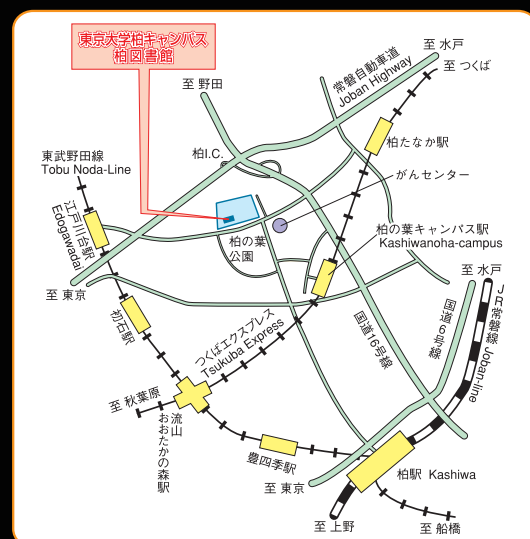 東京大学柏キャンパス
柏図書館
至 水戸
至 つくば
常磐自動車道
Joban Highway
至 野田
柏I.C.
柏たなか駅
東武野田線
Tobu Noda-Line
がんセンター
江戸川台駅
Edogawadai
柏の葉
公園
柏の葉キャンパス駅
Kashiwanoha-campus
至 東京
至 水戸
初石駅
つくばエクスプレス
Tsukuba Express
国道16号線
国道6号線
JR常磐線 Joban-line
至 秋葉原
流山
おおたかの森駅
豊四季駅
柏駅 Kashiwa
至 東京
至 上野
至 船橋